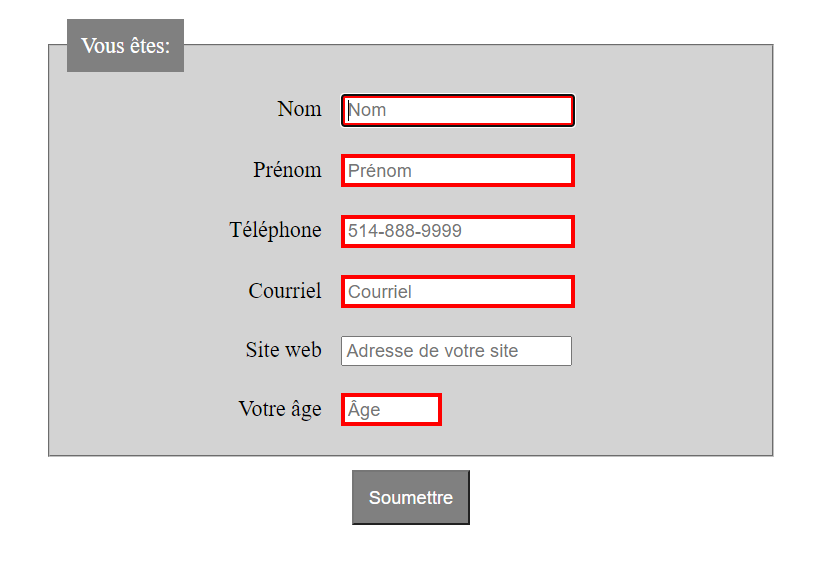 Vous êtes:
Nom Nom
Prénom Prénom
Téléphone 514-888-9999
Courriel Courriel
Site web Adresse de votre site
Votre âge Âge
Soumettre